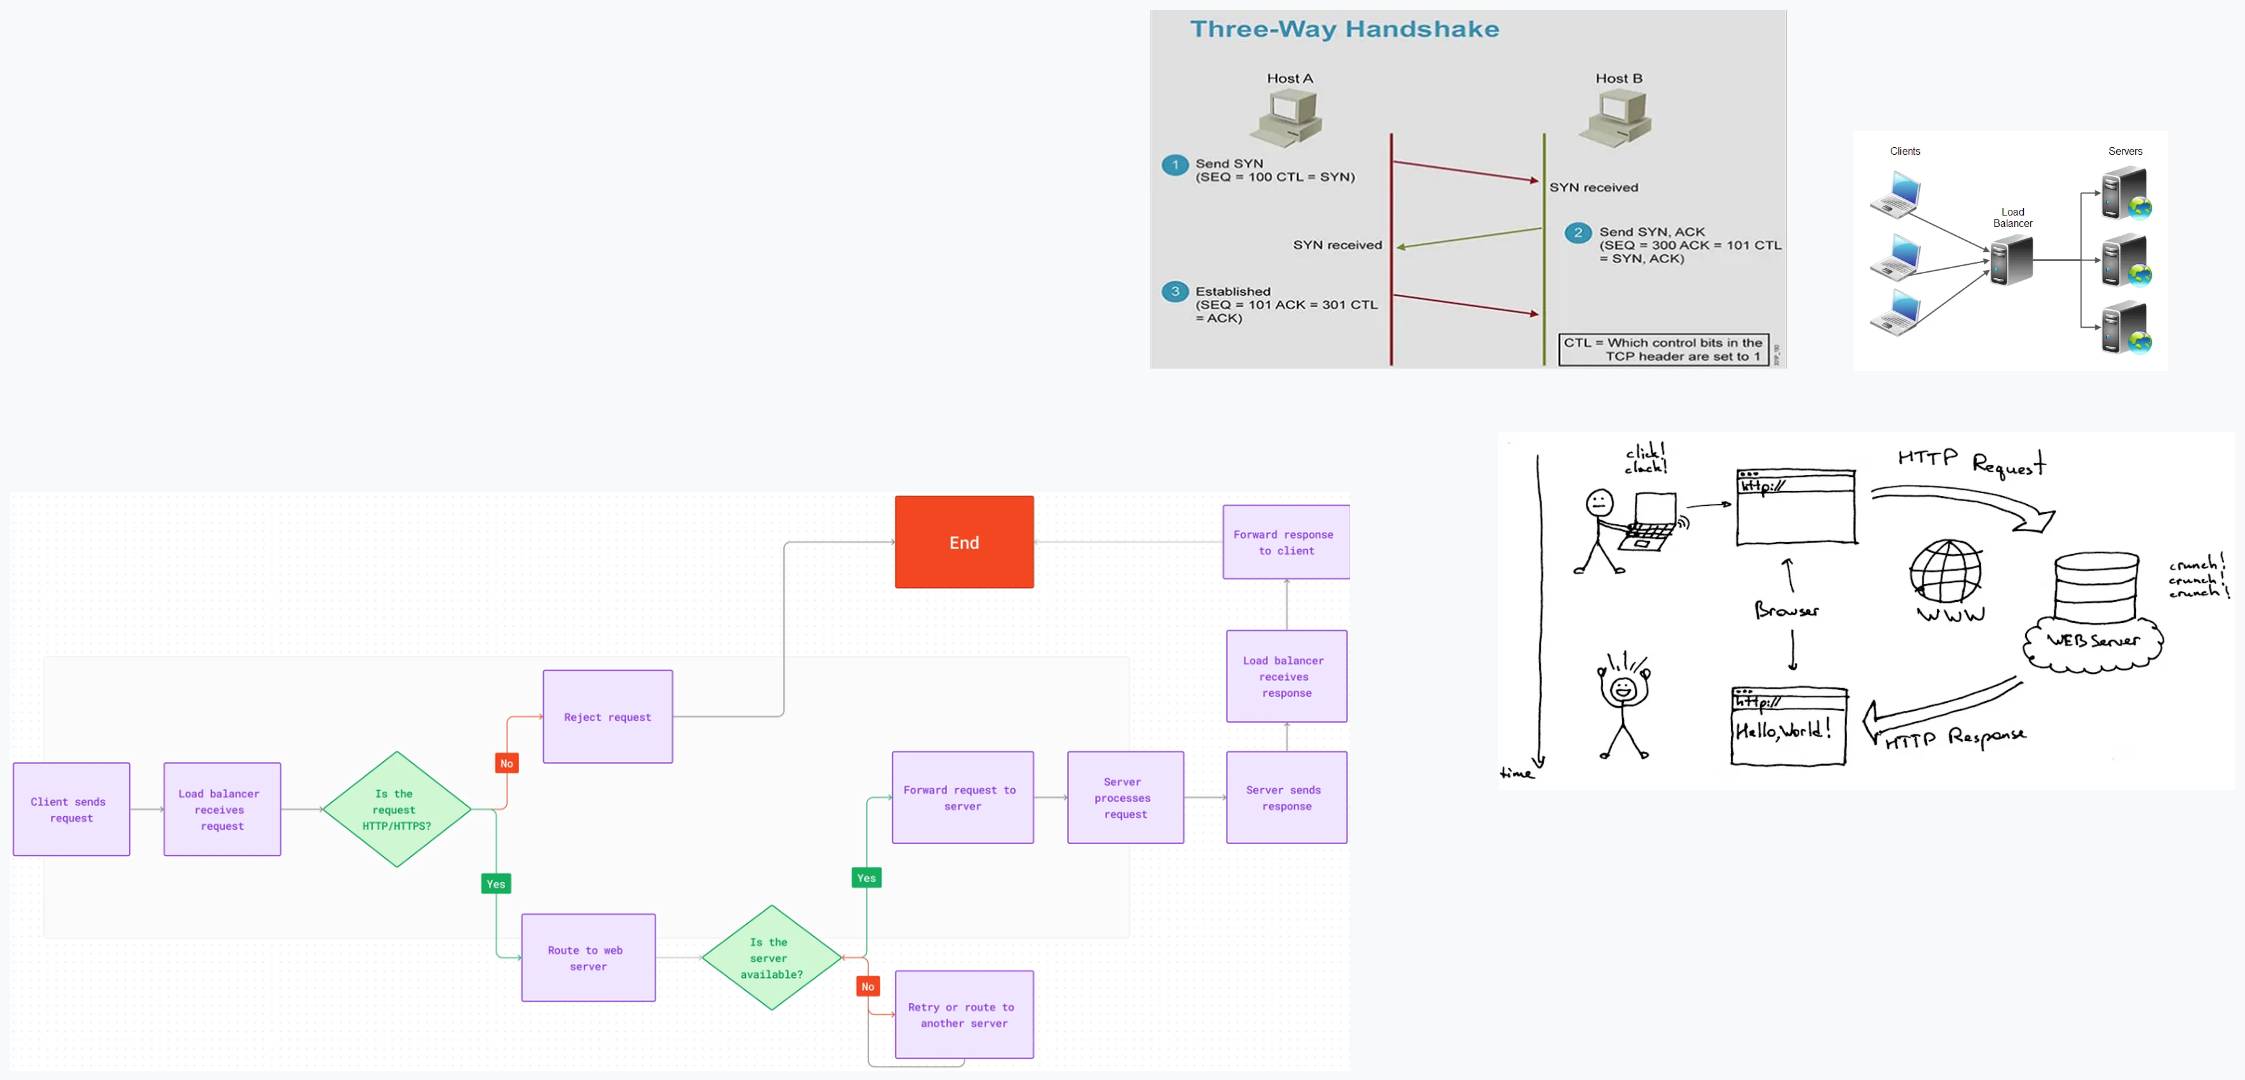 Three-Way Handshake
Host A
Host B
1
Send SYN
(SEQ = 100 CTL = SYN)
SYN received
2
Send SYN, ACK
(SEQ = 300 ACK = 101 CTL
= SYN, ACK)
SYN received
3
Established
(SEQ = 101 ACK = 301 CTL
= ACK)
CTL = Which control bits in the
TCP header are set to 1
Clients
Servers
Load
Balancer
click!
clack!
http://
HTTP Request
WWW
crunch!
crunch!
crunch!
Browser
WEB Server
http://
Hello, World!
HTTP Response
time
End
Forward response
to client
Load balancer
receives
response
Reject request
No
Client sends
request
Load balancer
receives
request
Is the
request
HTTP/HTTPS?
Forward request to
server
Server
processes
request
Server sends
response
Yes
Yes
Route to web
server
Is the
server
available?
No
Retry or route to
another server